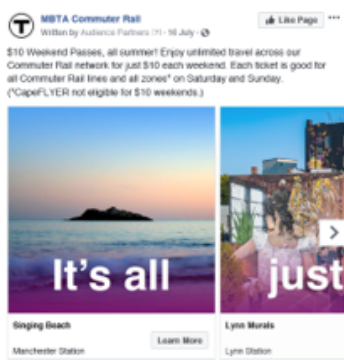 T
MBTA Commuter Rail
Like Page
Written by Audience Partners [?] · 16 July ·
$10 Weekend Passes, all summer! Enjoy unlimited travel across our
Commuter Rail network for just $10 each weekend. Each ticket is good for
all Commuter Rail lines and all zones* on Saturday and Sunday.
(*CapeFLYER not eligible for $10 weekends.)
It's all
just
Singing Beach
Learn More
Manchester Station
Lynn Murals
Lynn Station